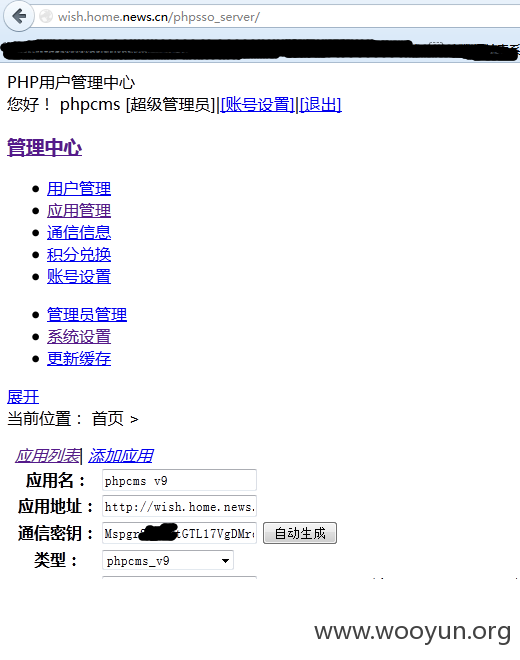 wish.home.news.cn/phpsso_server/
PHP用户管理中心
您好！ phpcms [超级管理员]|[账号设置]|[退出]
管理中心
用户管理
应用管理
通信信息
积分兑换
账号设置
管理员管理
系统设置
更新缓存
展开
当前位置： 首页 >
应用列表| 添加应用
应用名： phpcms v9
应用地址： http://wish.home.news.
通信密钥： 自动生成
类型： phpcms_v9
www.wooyun.org